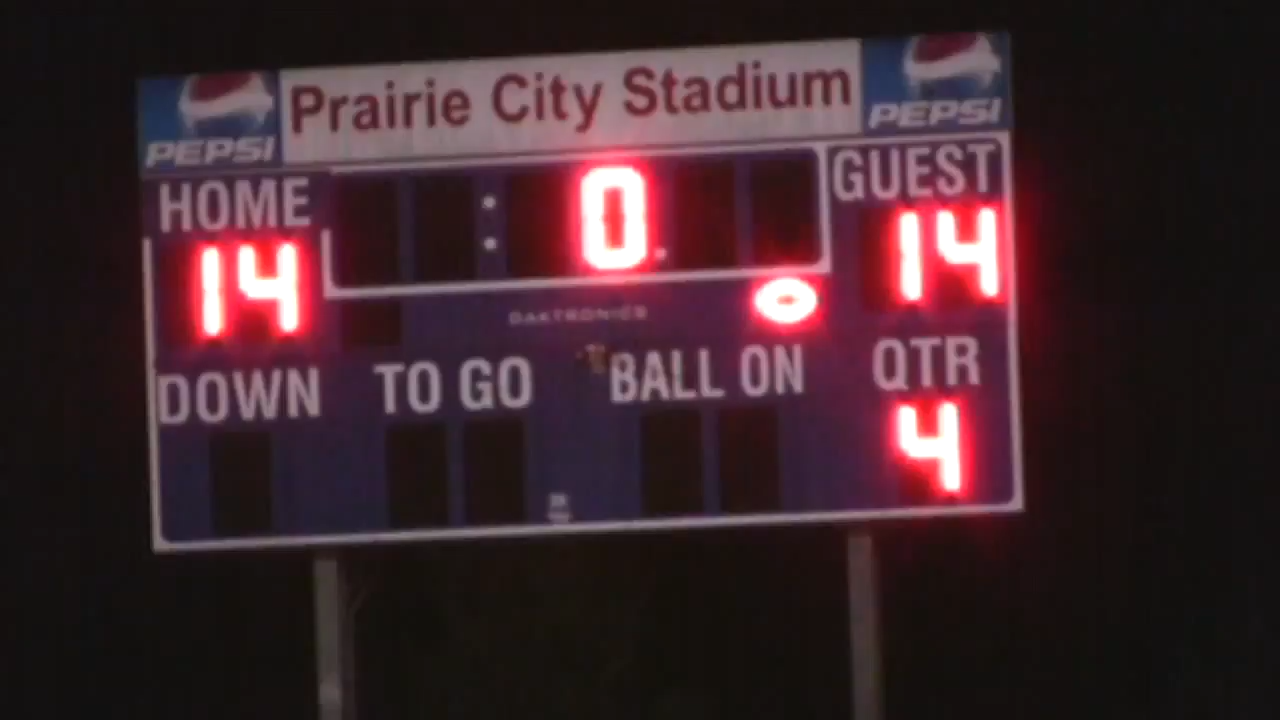 PEPSI Prairie City Stadium PEPSI
HOME : 0. GUEST
14 14
DAKTRONICS
DOWN TO GO BALL ON QTR
4